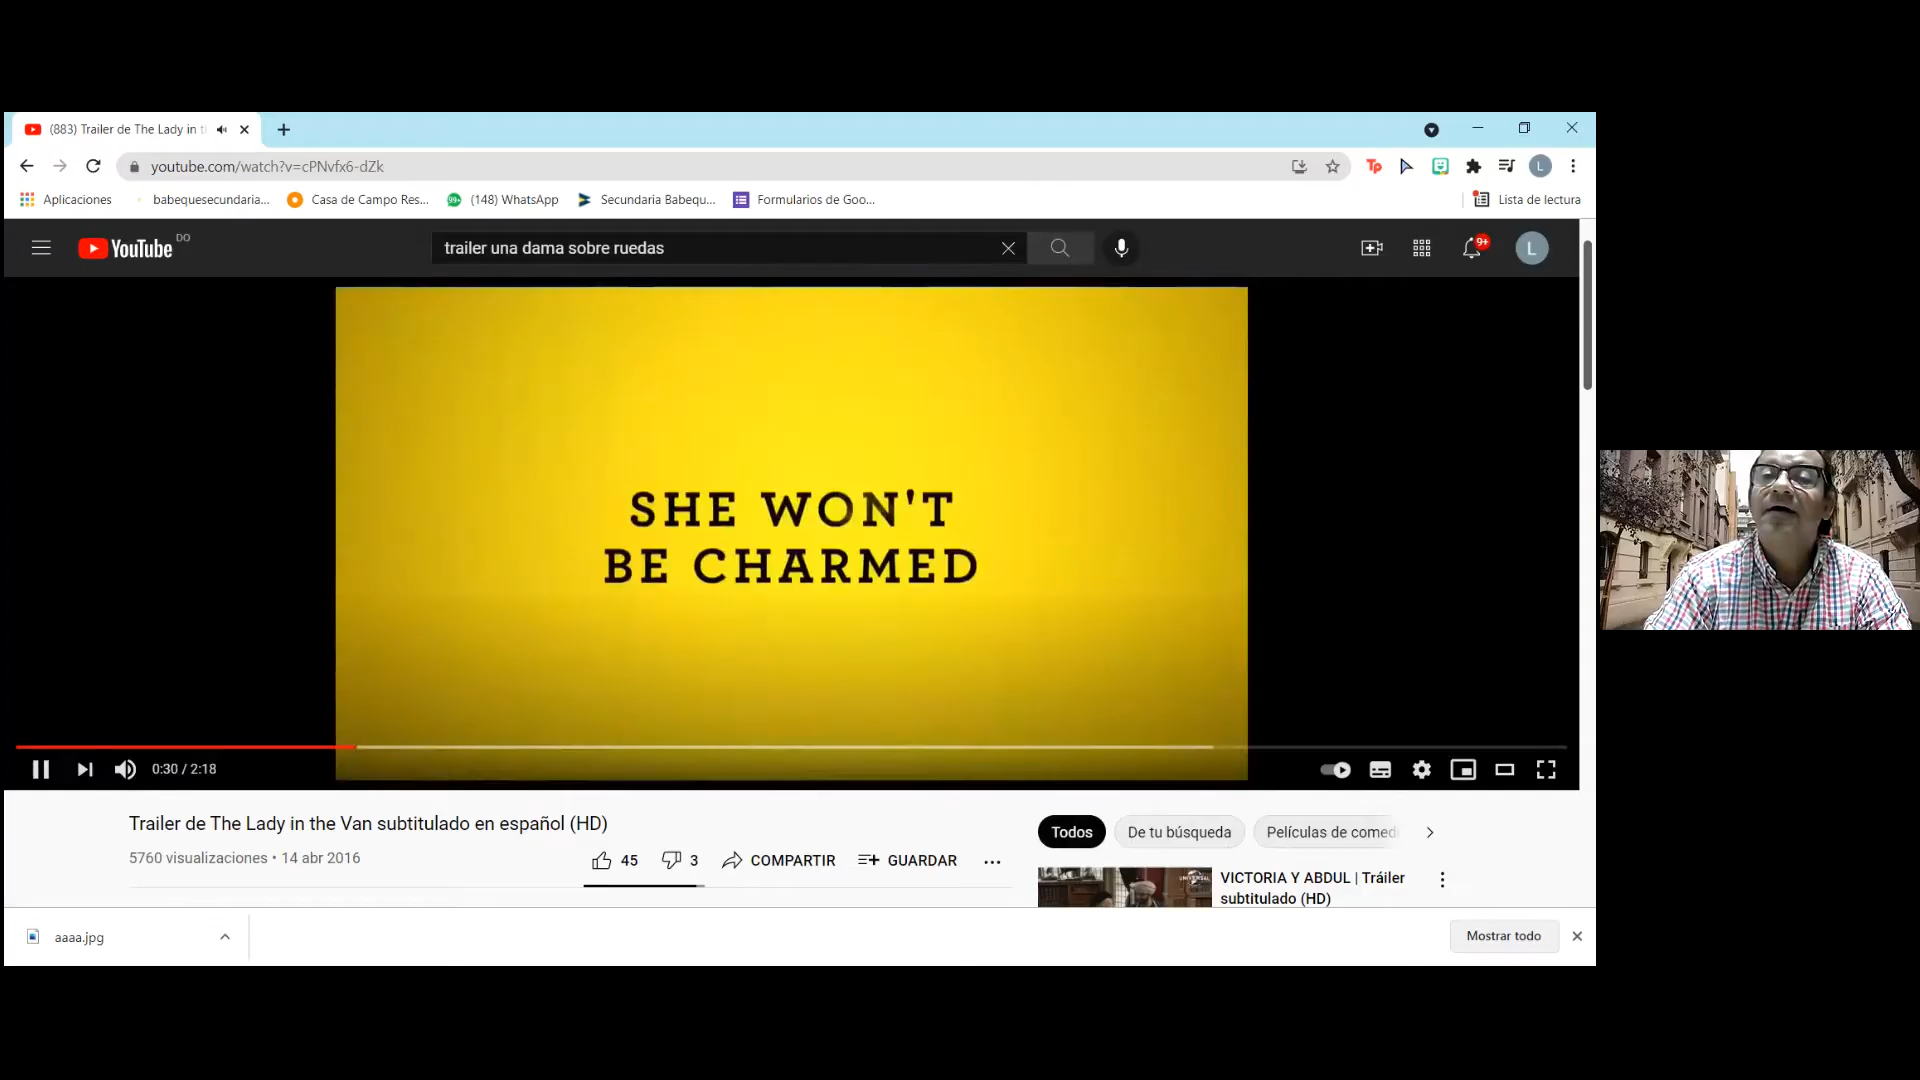 (883) Trailer de The Lady in t
youtube.com/watch?v=cPNvfx6-dZk
Tp
L
Aplicaciones
babequesecundaria...
Casa de Campo Res...
99+
(148) WhatsApp
Secundaria Babequ...
Formularios de Goo...
Lista de lectura
YouTube DO
trailer una dama sobre ruedas
9+
L
SHE WON'T
BE CHARMED
0:30 / 2:18
Trailer de The Lady in the Van subtitulado en español (HD)
5760 visualizaciones • 14 abr 2016
45
3
COMPARTIR
GUARDAR
Todos
De tu búsqueda
Películas de comed
UNIVERSAL
VICTORIA Y ABDUL | Tráiler
subtitulado (HD)
aaaa.jpg
Mostrar todo